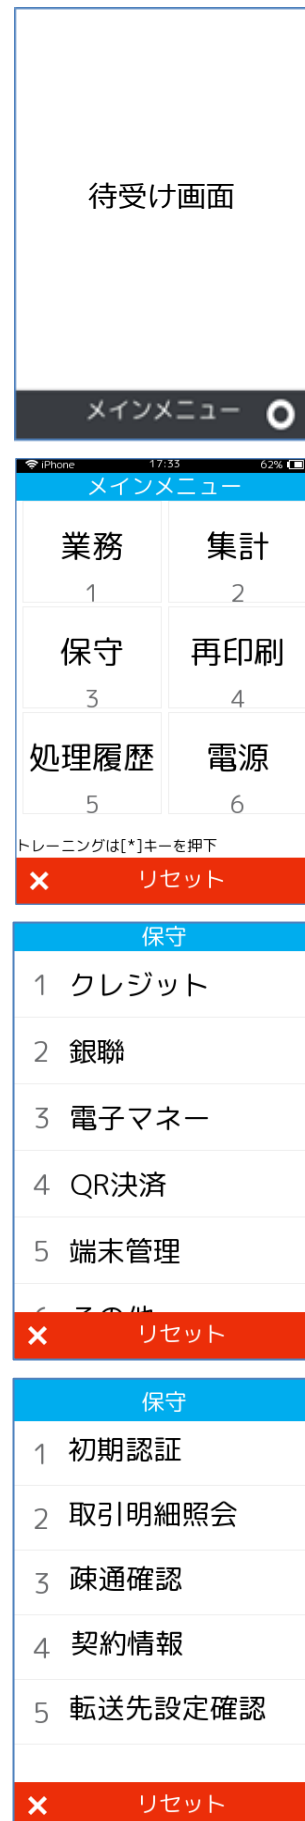 待受け画面
メインメニュー
iPhone 17:33 62%
メインメニュー
業務 集計
1 2
保守 再印刷
3 4
処理履歴 電源
5 6
トレーニングは[*]キーを押下
× リセット
保守
1 クレジット
2 銀聯
3 電子マネー
4 QR決済
5 端末管理
6 その他
× リセット
保守
1 初期認証
2 取引明細照会
3 疎通確認
4 契約情報
5 転送先設定確認
× リセット